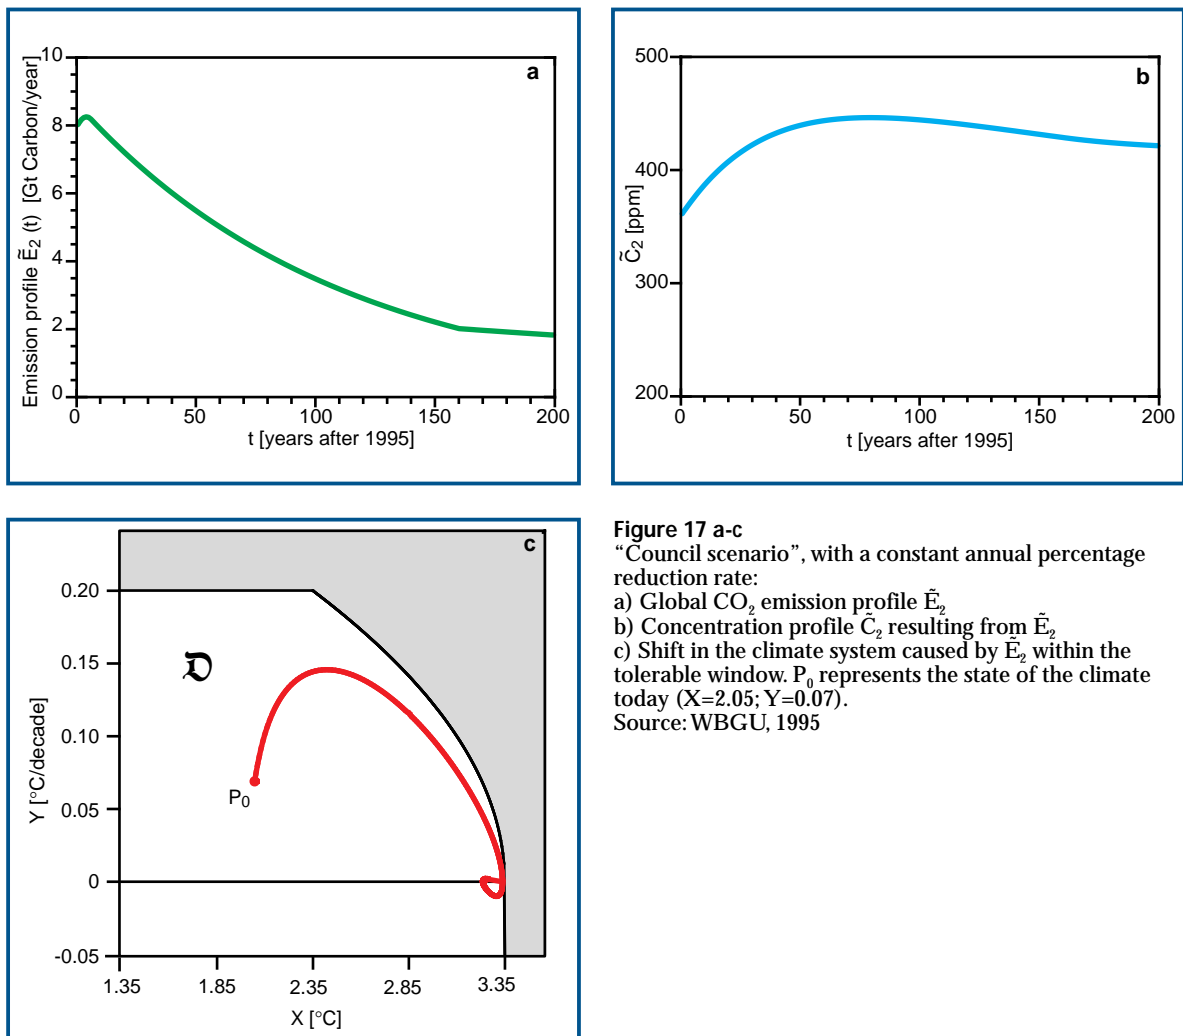 a
Emission profile Ẽ₂ (t) [Gt Carbon/year]
10
8
6
4
2
0
0 50 100 150 200
t [years after 1995]
b
C̃₂ [ppm]
500
400
300
200
0 50 100 150 200
t [years after 1995]
c
Y [°C/decade]
0.20
0.15
0.10
0.05
0
-0.05
𝔇
P₀
1.35 1.85 2.35 2.85 3.35
X [°C]
Figure 17 a-c
“Council scenario”, with a constant annual percentage
reduction rate:
a) Global CO₂ emission profile Ẽ₂
b) Concentration profile C̃₂ resulting from Ẽ₂
c) Shift in the climate system caused by Ẽ₂ within the
tolerable window. P₀ represents the state of the climate
today (X=2.05; Y=0.07).
Source: WBGU, 1995